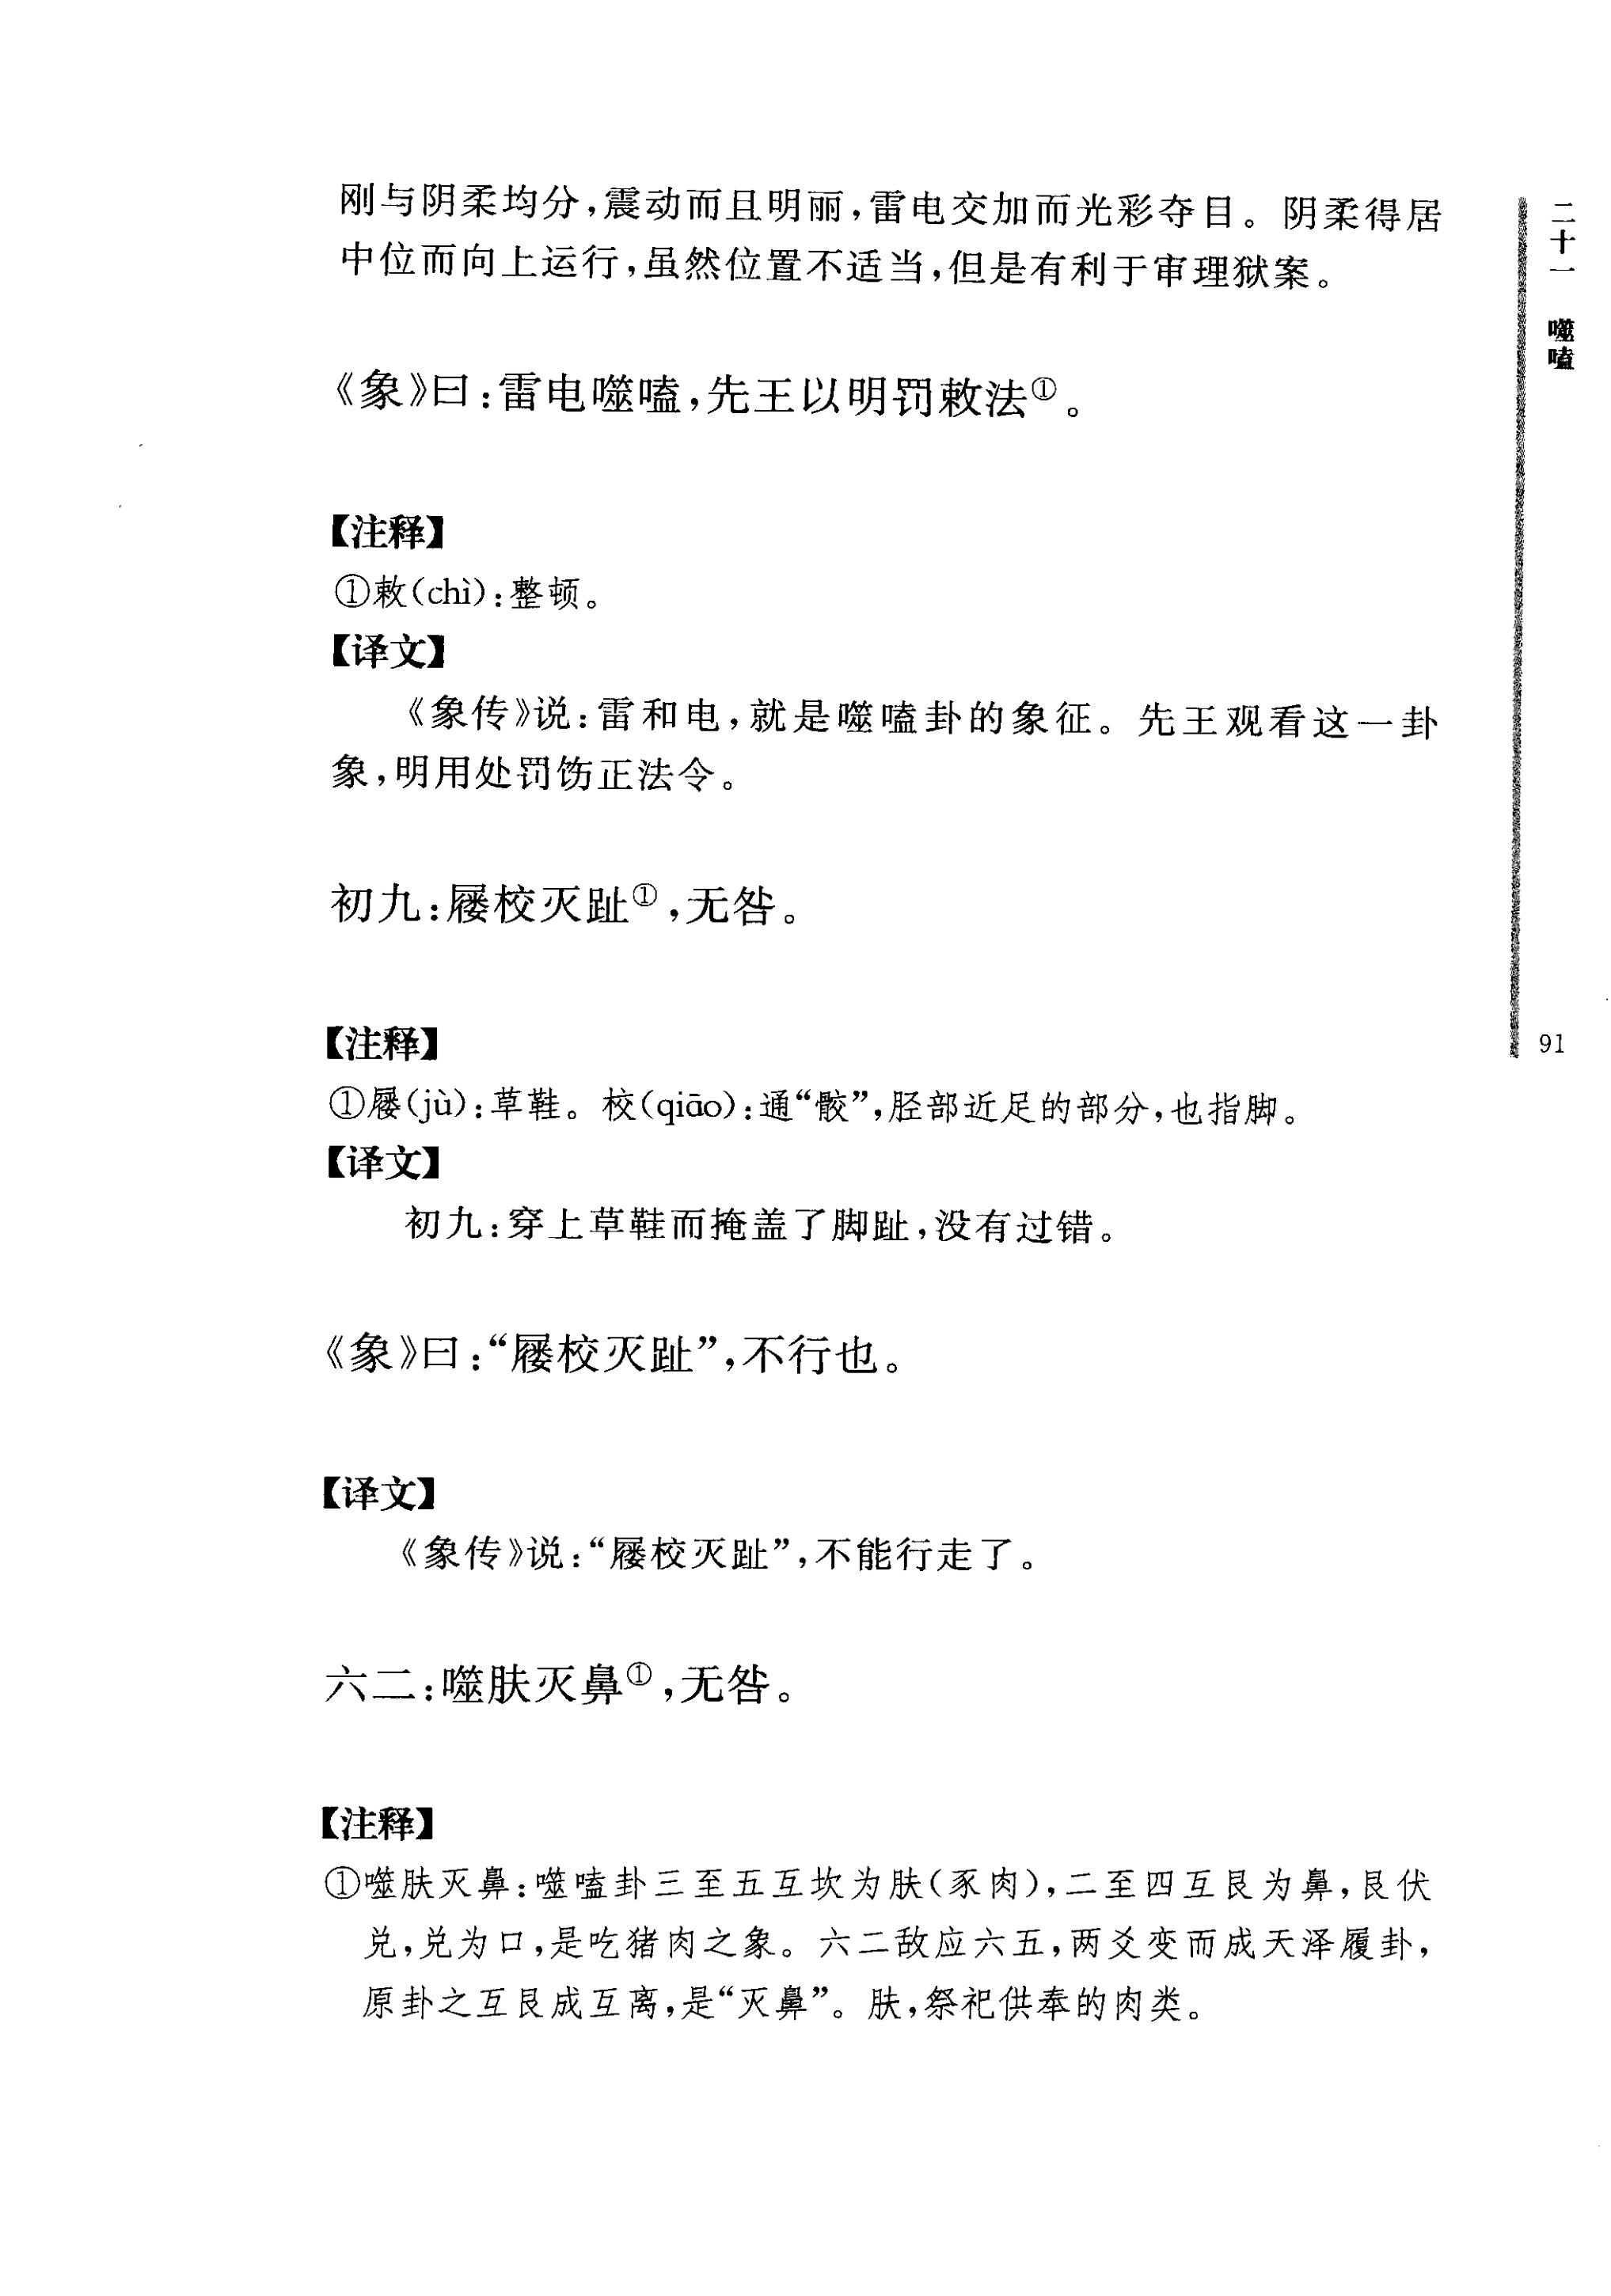 刚与阴柔均分，震动而且明丽，雷电交加而光彩夺目。阴柔得居
中位而向上运行，虽然位置不适当，但是有利于审理狱案。
《象》曰：雷电噬嗑，先王以明罚敕法①。
【注释】
①敕(chì)：整顿。
【译文】
《象传》说：雷和电，就是噬嗑卦的象征。先王观看这一卦
象，明用处罚饬正法令。
初九：屦校灭趾①，无咎。
【注释】
①屦(jù)：草鞋。校(qiāo)：通“骹”，胫部近足的部分，也指脚。
【译文】
初九：穿上草鞋而掩盖了脚趾，没有过错。
《象》曰：“屦校灭趾”，不行也。
【译文】
《象传》说：“屦校灭趾”，不能行走了。
六二：噬肤灭鼻①，无咎。
【注释】
①噬肤灭鼻：噬嗑卦三至五互坎为肤(豕肉)，二至四互艮为鼻，艮伏
兑，兑为口，是吃猪肉之象。六二敌应六五，两爻变而成天泽履卦，
原卦之互艮成互离，是“灭鼻”。肤，祭祀供奉的肉类。
二十一 噬嗑
91